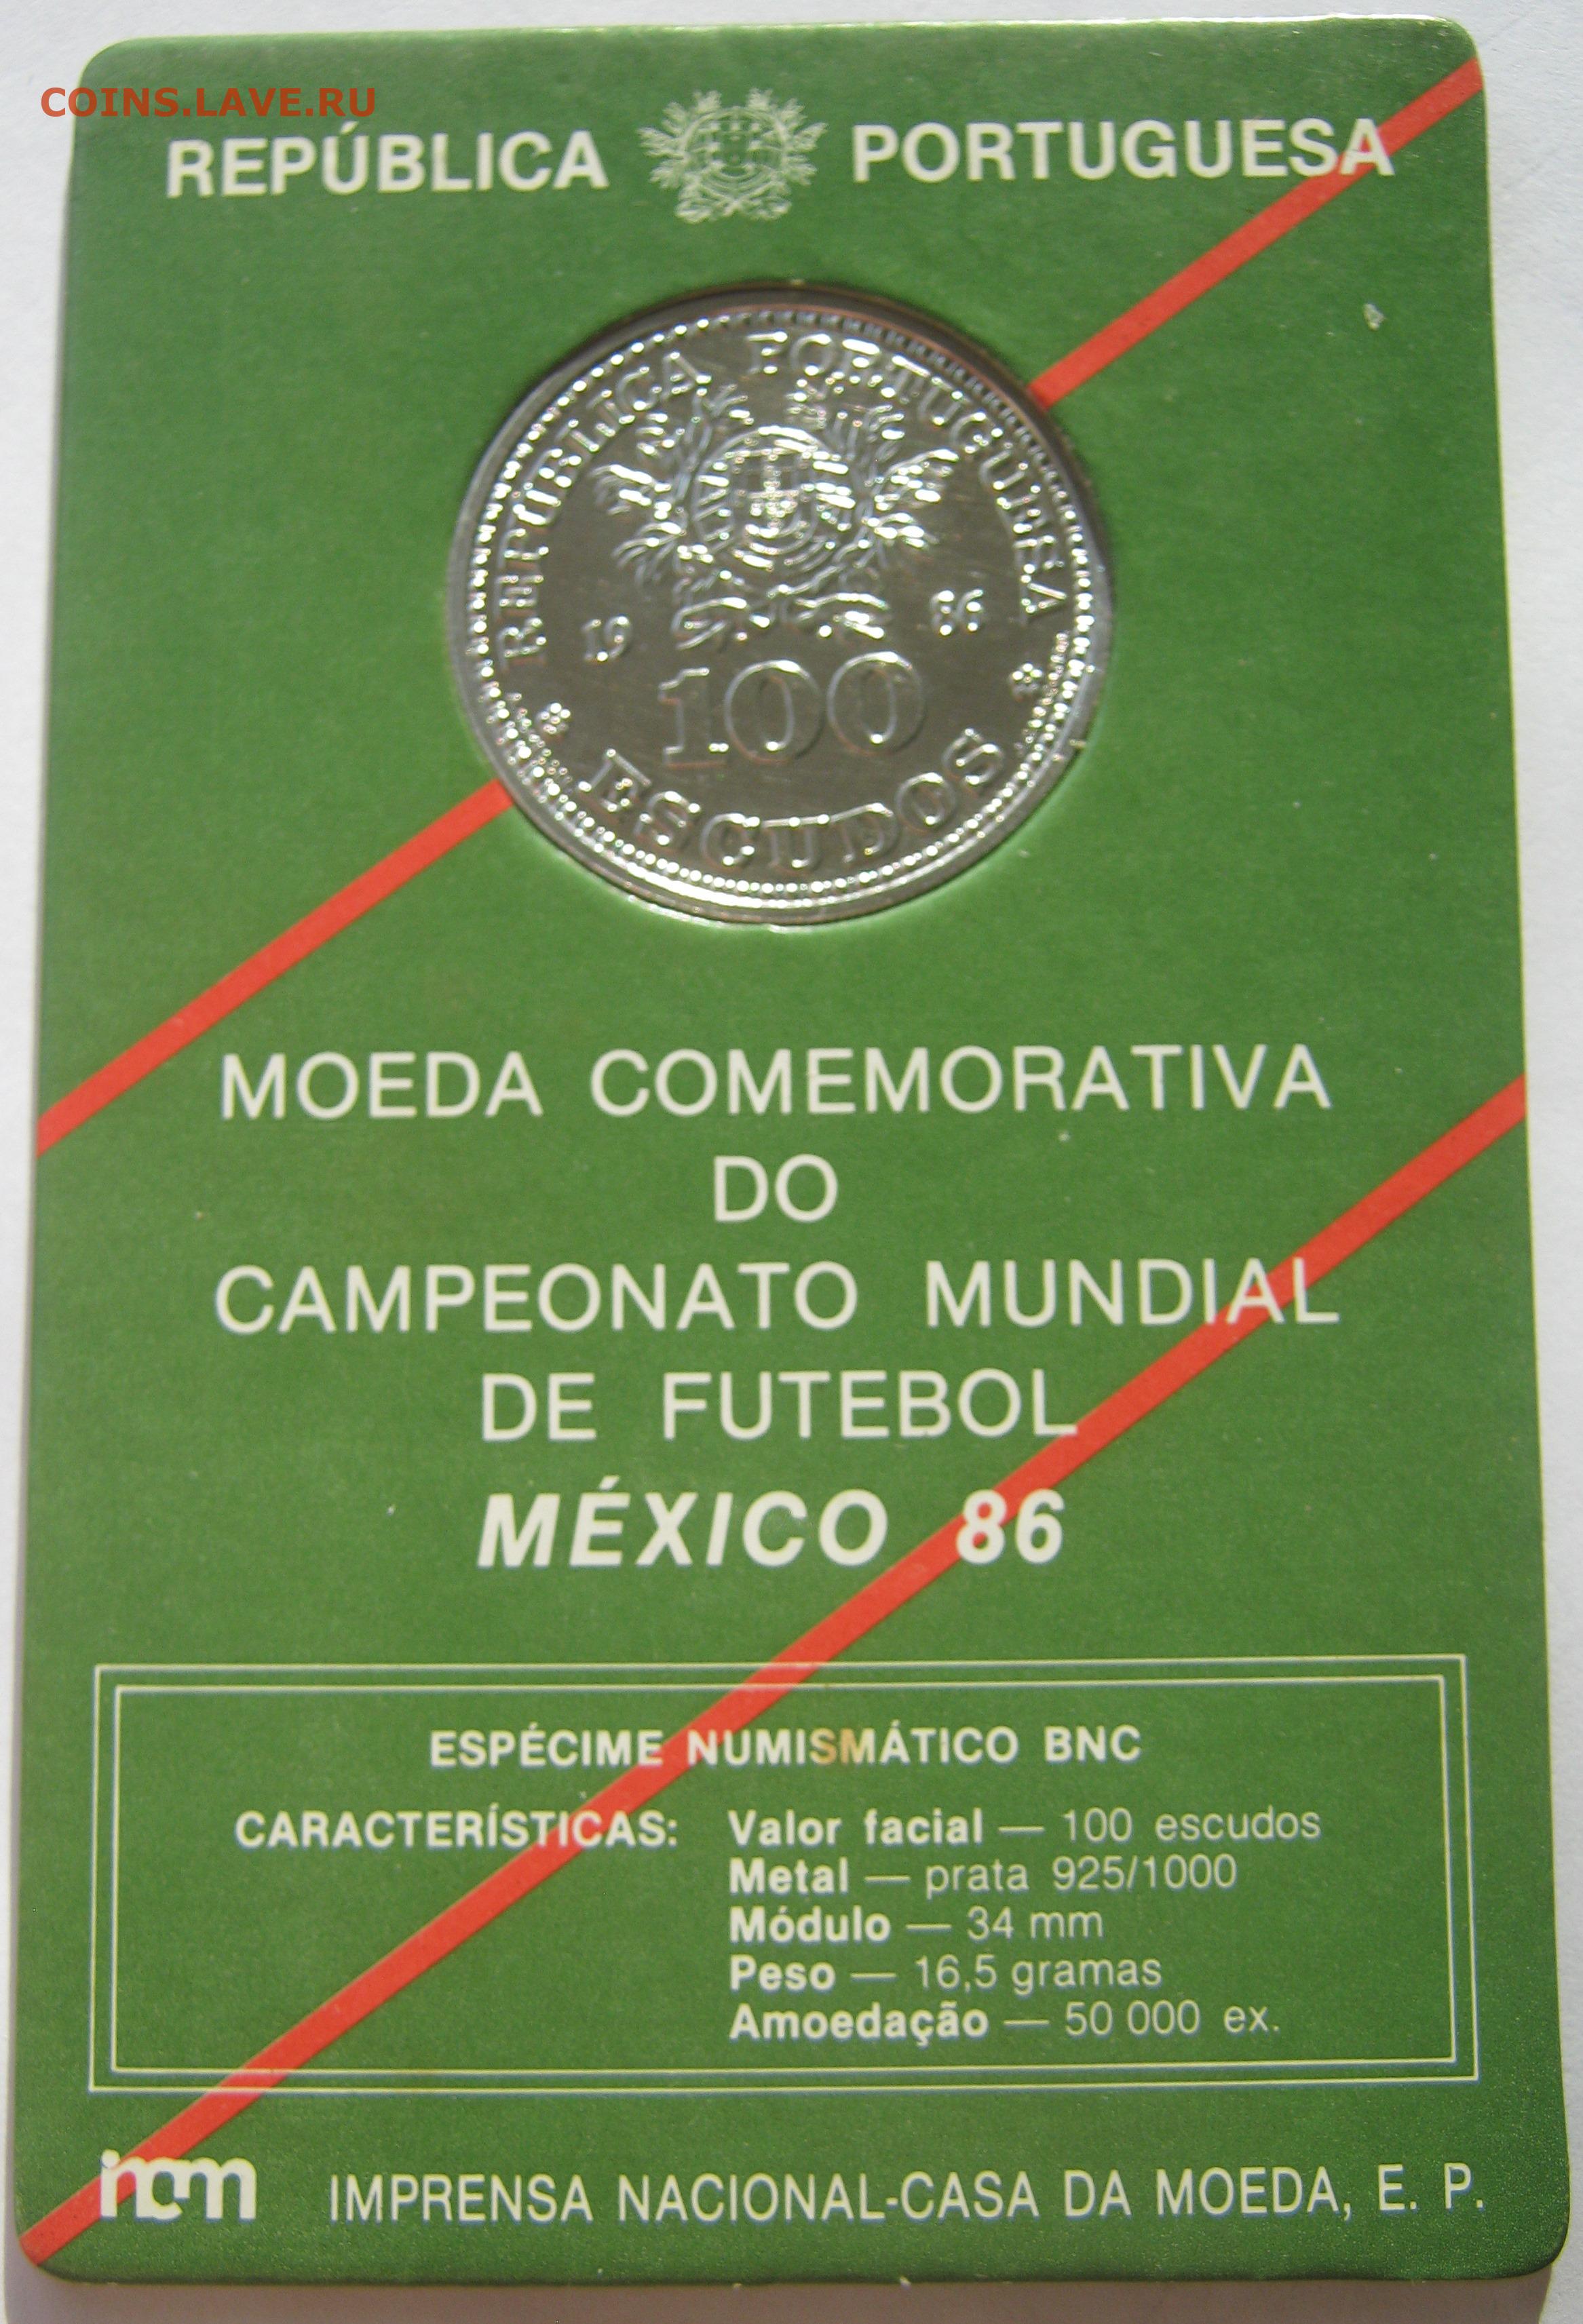 COINS.LAVE.RU
REPÚBLICA PORTUGUESA
REPÚBLICA PORTUGUESA
19 86
100
ESCUDOS
MOEDA COMEMORATIVA
DO
CAMPEONATO MUNDIAL
DE FUTEBOL
MÉXICO 86
ESPÉCIME NUMISMÁTICO BNC
CARACTERÍSTICAS: Valor facial — 100 escudos
Metal — prata 925/1000
Módulo — 34 mm
Peso — 16,5 gramas
Amoedação — 50 000 ex.
incm IMPRENSA NACIONAL-CASA DA MOEDA, E. P.